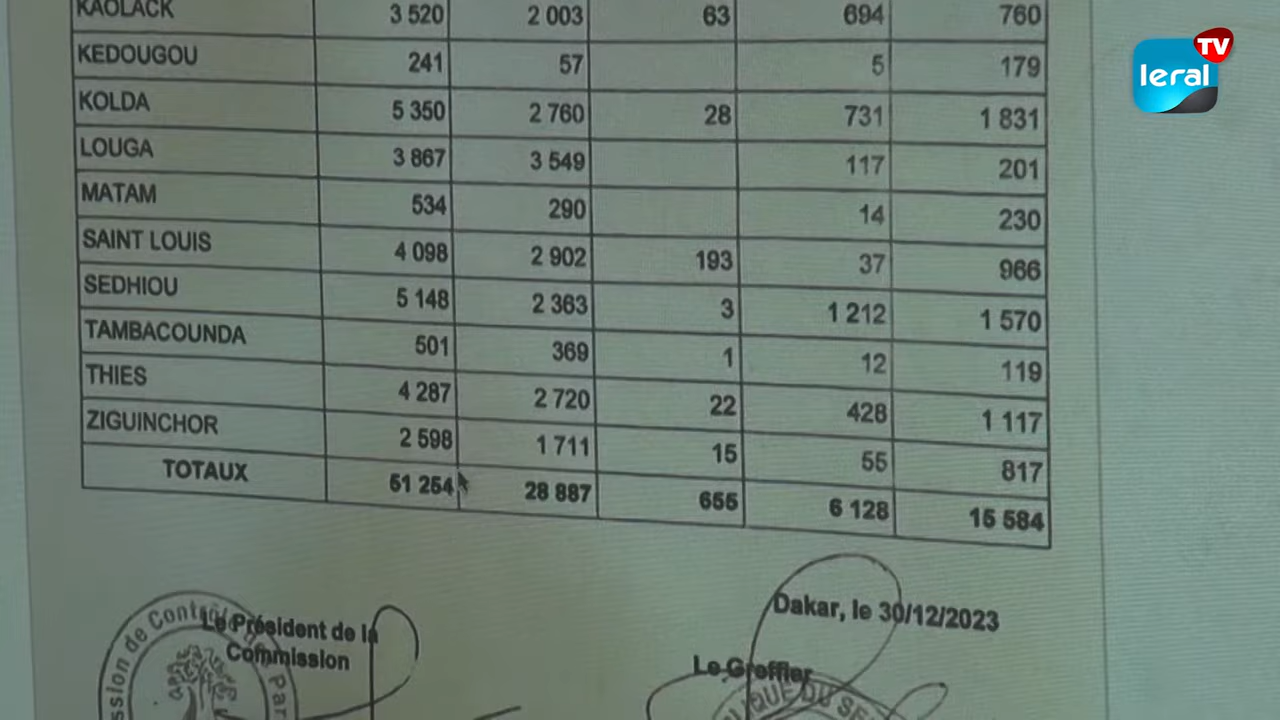 KAOLACK 3 520 2 003 63 694 760
KEDOUGOU 241 57 5 179
KOLDA 5 350 2 760 28 731 1 831
LOUGA 3 867 3 549 117 201
MATAM 534 290 14 230
SAINT LOUIS 4 098 2 902 193 37 966
SEDHIOU 5 148 2 363 3 1 212 1 570
TAMBACOUNDA 501 369 1 12 119
THIES 4 287 2 720 22 428 1 117
ZIGUINCHOR 2 598 1 711 15 55 817
TOTAUX 51 254 28 887 655 6 128 15 584
Dakar, le 30/12/2023
Le Président de la
Commission
Le Greffier
leral TV